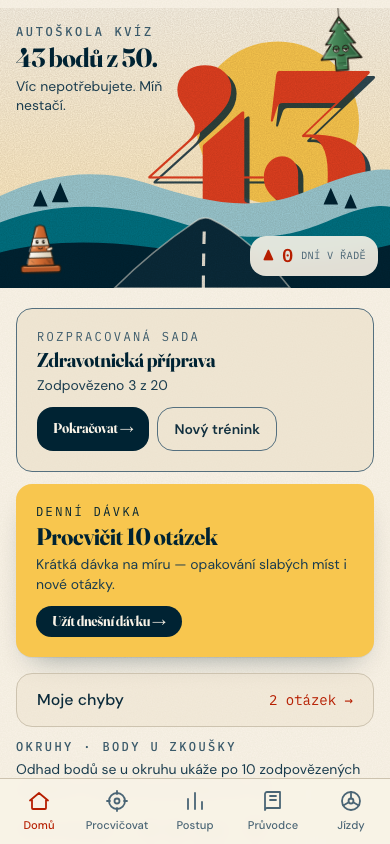 AUTOŠKOLA KVÍZ
43 bodů z 50.
Víc nepotřebujete. Míň
nestačí.
43
▲ 0 DNÍ V ŘADĚ
ROZPRACOVANÁ SADA
Zdravotnická příprava
Zodpovězeno 3 z 20
Pokračovat →
Nový trénink
DENNÍ DÁVKA
Procvičit 10 otázek
Krátká dávka na míru — opakování slabých míst i
nové otázky.
Užít dnešní dávku →
Moje chyby
2 otázek →
OKRUHY · BODY U ZKOUŠKY
Odhad bodů se u okruhu ukáže po 10 zodpovězených
Domů
Procvičovat
Postup
Průvodce
Jízdy